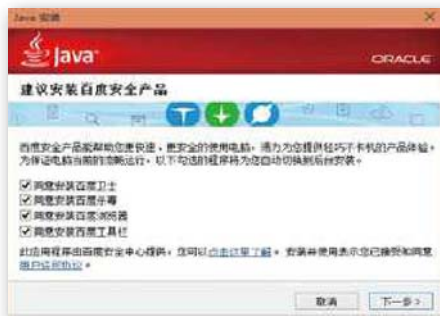 Java 安装
Java
ORACLE
建议安装百度安全产品
百度安全产品能帮助您更快速，更安全的使用电脑，竭力为您提供轻巧不卡机的产品体验。
为保证电脑当前的流畅运行，以下勾选的程序将为您自动切换到后台安装。
同意安装百度卫士
同意安装百度杀毒
同意安装百度浏览器
同意安装百度工具栏
此应用程序由百度安全中心提供，您可以点击这里了解。安装并使用表示您已接受和同意
用户许可协议。
取消
下一步 >